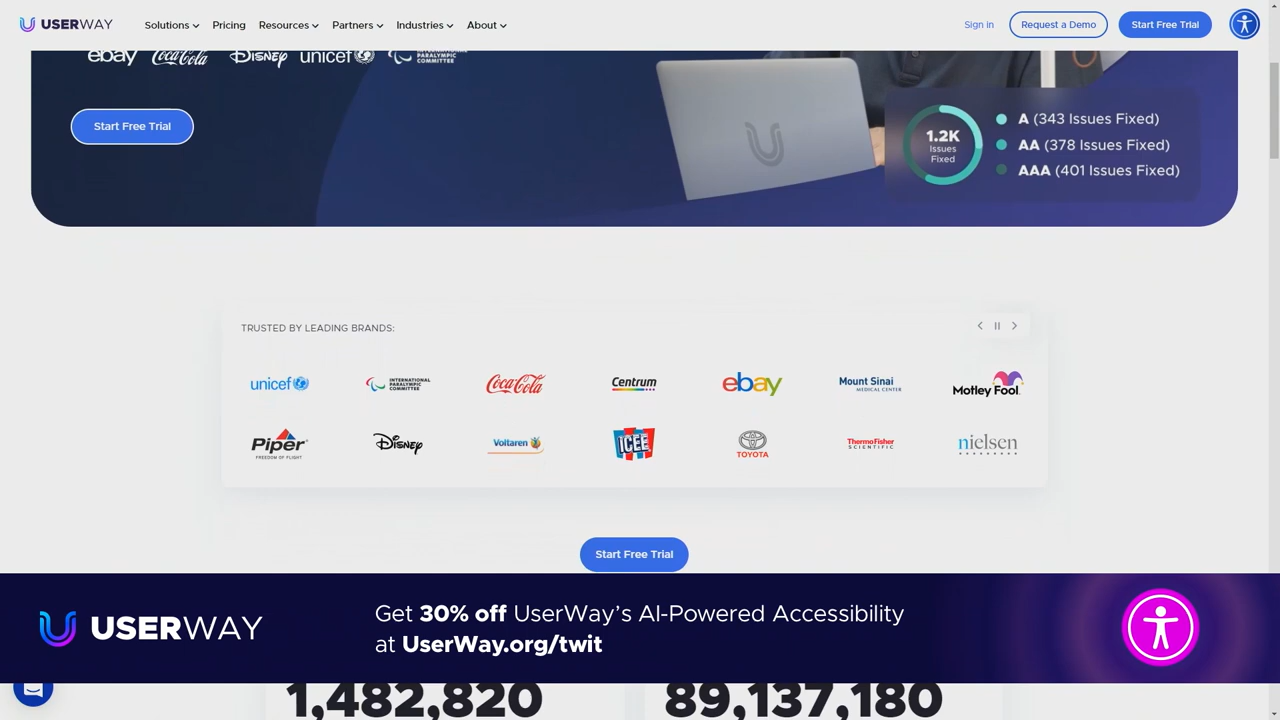 USERWAY
Solutions Pricing Resources Partners Industries About
Sign in Request a Demo Start Free Trial
ebay Coca-Cola Disney unicef INTERNATIONAL PARALYMPIC COMMITTEE
Start Free Trial
1.2K
Issues
Fixed
A (343 Issues Fixed)
AA (378 Issues Fixed)
AAA (401 Issues Fixed)
TRUSTED BY LEADING BRANDS:
unicef
INTERNATIONAL
PARALYMPIC
COMMITTEE
Coca-Cola
Centrum
ebay
Mount Sinai
MEDICAL CENTER
Motley Fool
Piper
FREEDOM OF FLIGHT
Disney
Voltaren
ICEE
TOYOTA
ThermoFisher
SCIENTIFIC
nielsen
Start Free Trial
USERWAY
Get 30% off UserWay's AI-Powered Accessibility
at UserWay.org/twit
1,482,820 89,137,180